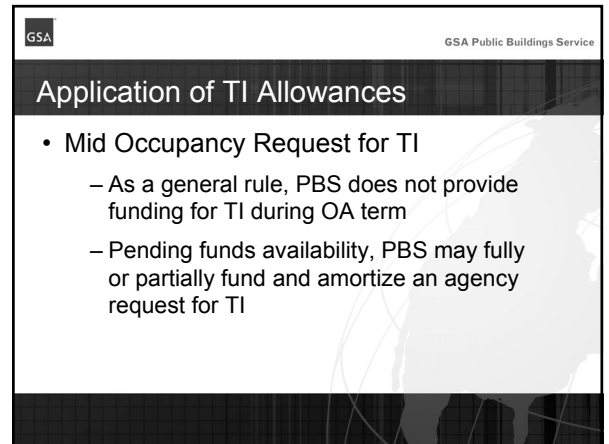 GSA
GSA Public Buildings Service
Application of TI Allowances
• Mid Occupancy Request for TI
– As a general rule, PBS does not provide
funding for TI during OA term
– Pending funds availability, PBS may fully
or partially fund and amortize an agency
request for TI